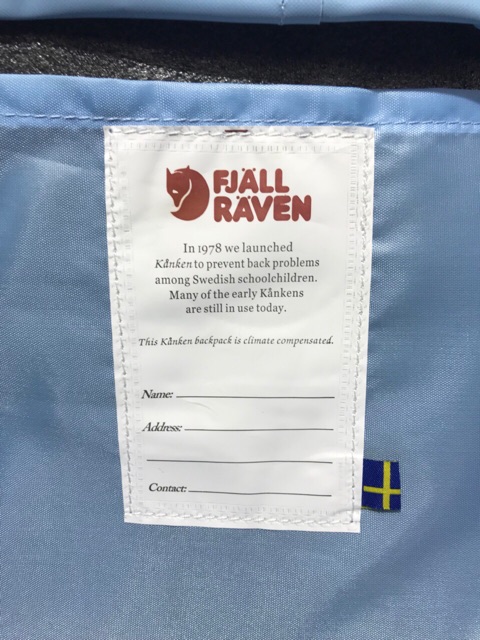 FJÄLL
RÄVEN
In 1978 we launched
Kånken to prevent back problems
among Swedish schoolchildren.
Many of the early Kånkens
are still in use today.
This Kånken backpack is climate compensated.
Name:
Address:
Contact: